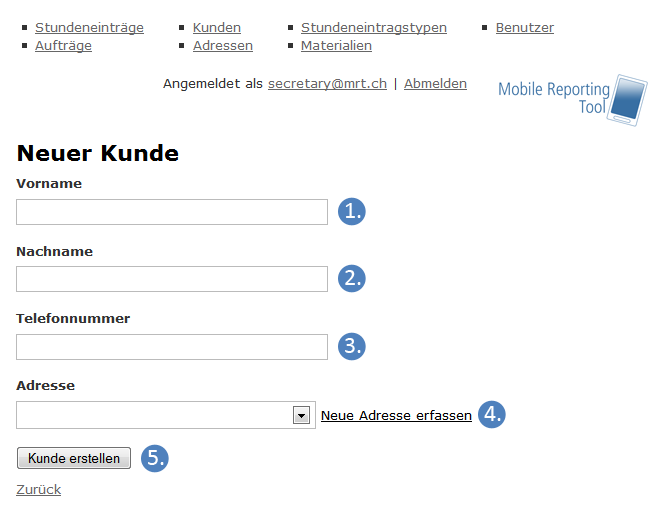 Stundeneinträge Kunden Stundeneintragstypen Benutzer
Aufträge Adressen Materialien
Angemeldet als secretary@mrt.ch | Abmelden
Mobile Reporting
Tool
Neuer Kunde
Vorname
1.
Nachname
2.
Telefonnummer
3.
Adresse
Neue Adresse erfassen 4.
Kunde erstellen 5.
Zurück